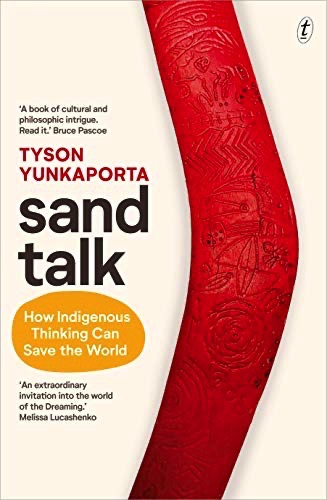 t
'A book of cultural and
philosophic intrigue.
Read it.' Bruce Pascoe
TYSON
YUNKAPORTA
sand
talk
How Indigenous
Thinking Can
Save the World
'An extraordinary
invitation into the world
of the Dreaming.'
Melissa Lucashenko